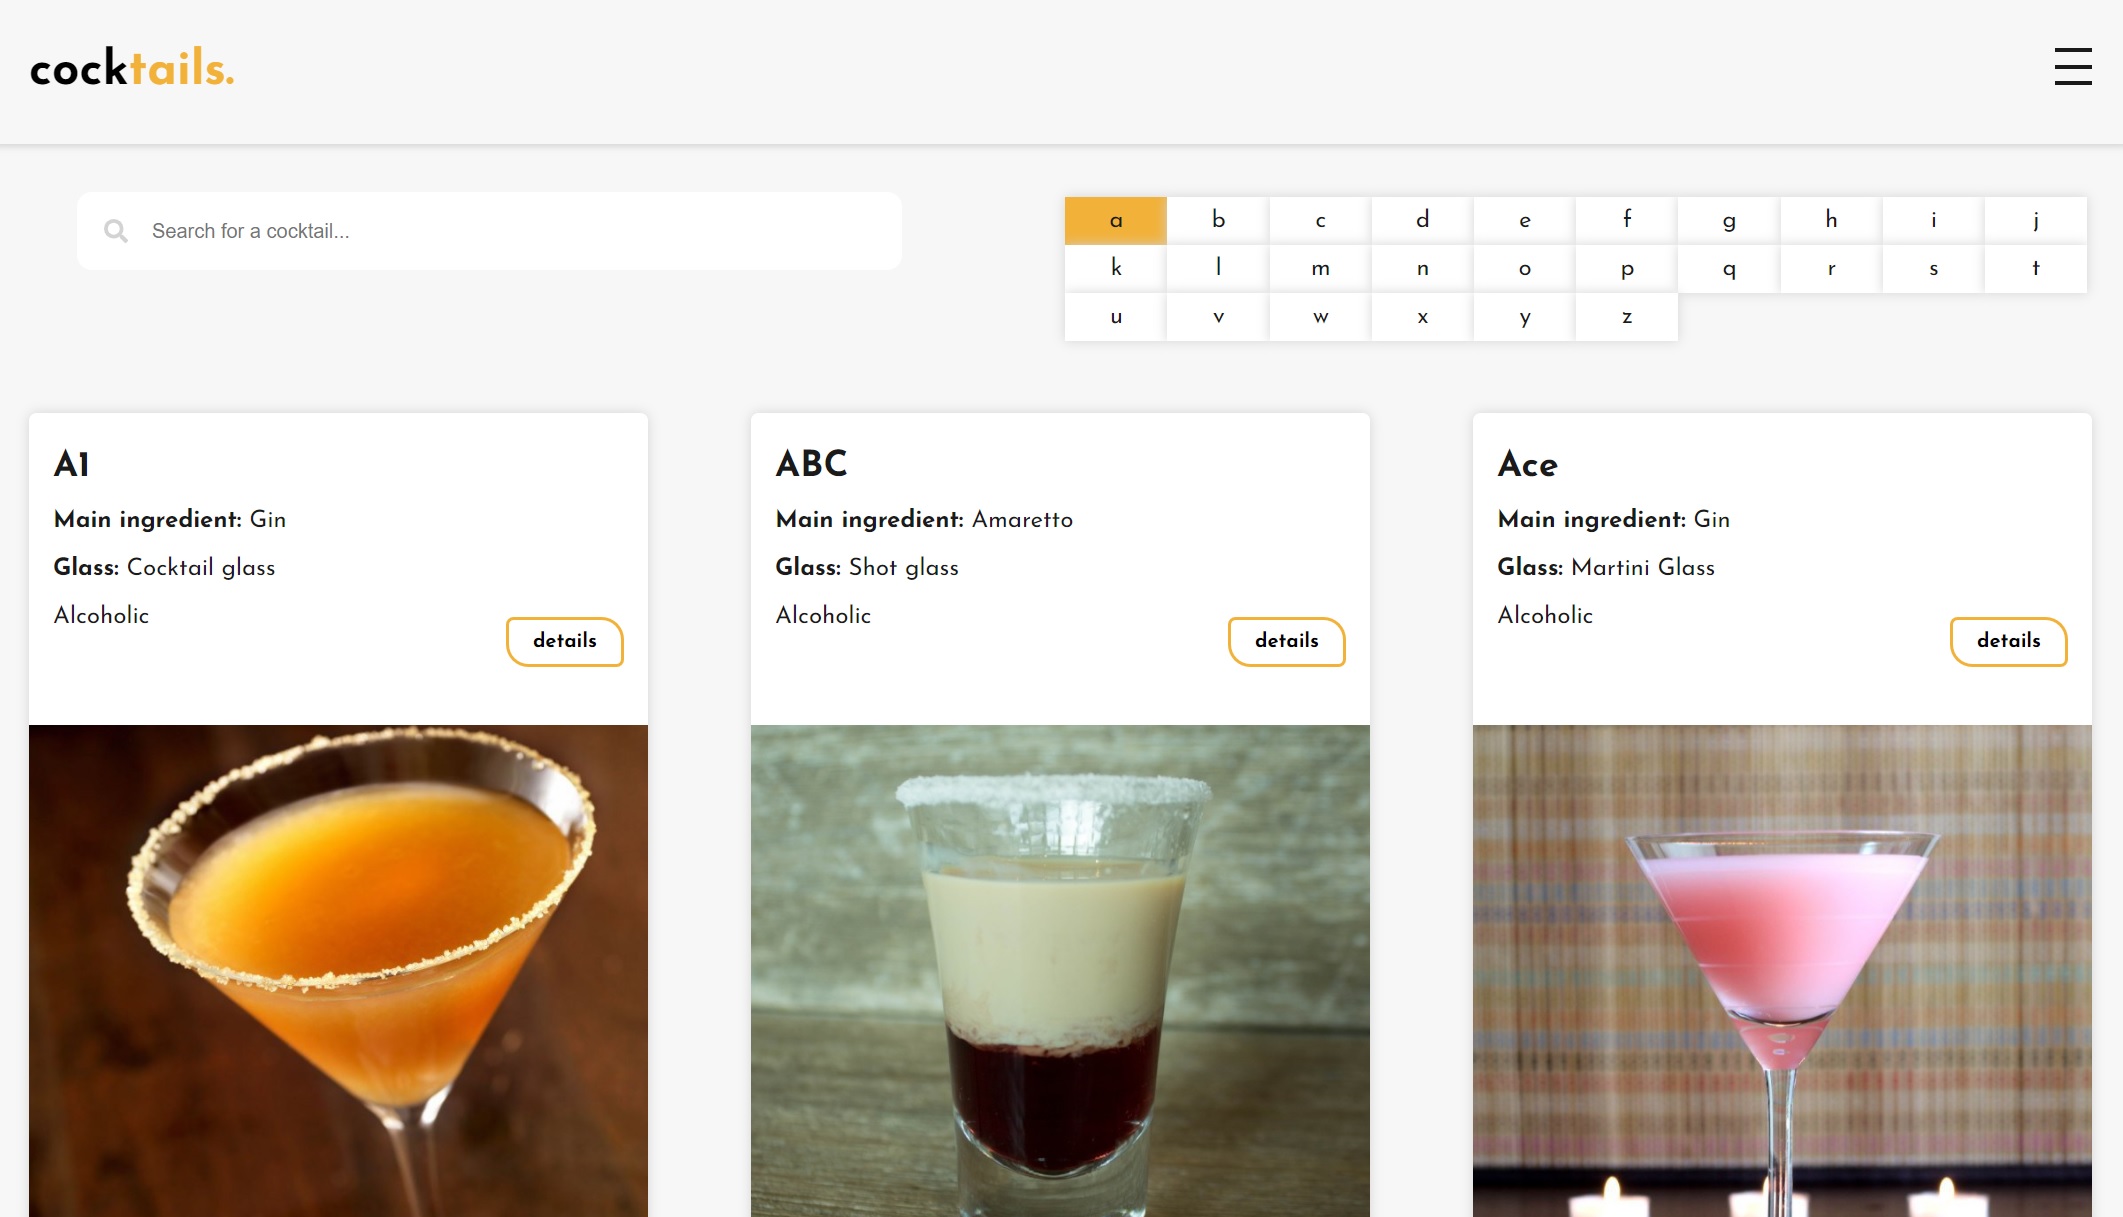 cocktails.
Search for a cocktail...
a b c d e f g h i j
k l m n o p q r s t
u v w x y z
A1
Main ingredient: Gin
Glass: Cocktail glass
Alcoholic
details
ABC
Main ingredient: Amaretto
Glass: Shot glass
Alcoholic
details
Ace
Main ingredient: Gin
Glass: Martini Glass
Alcoholic
details